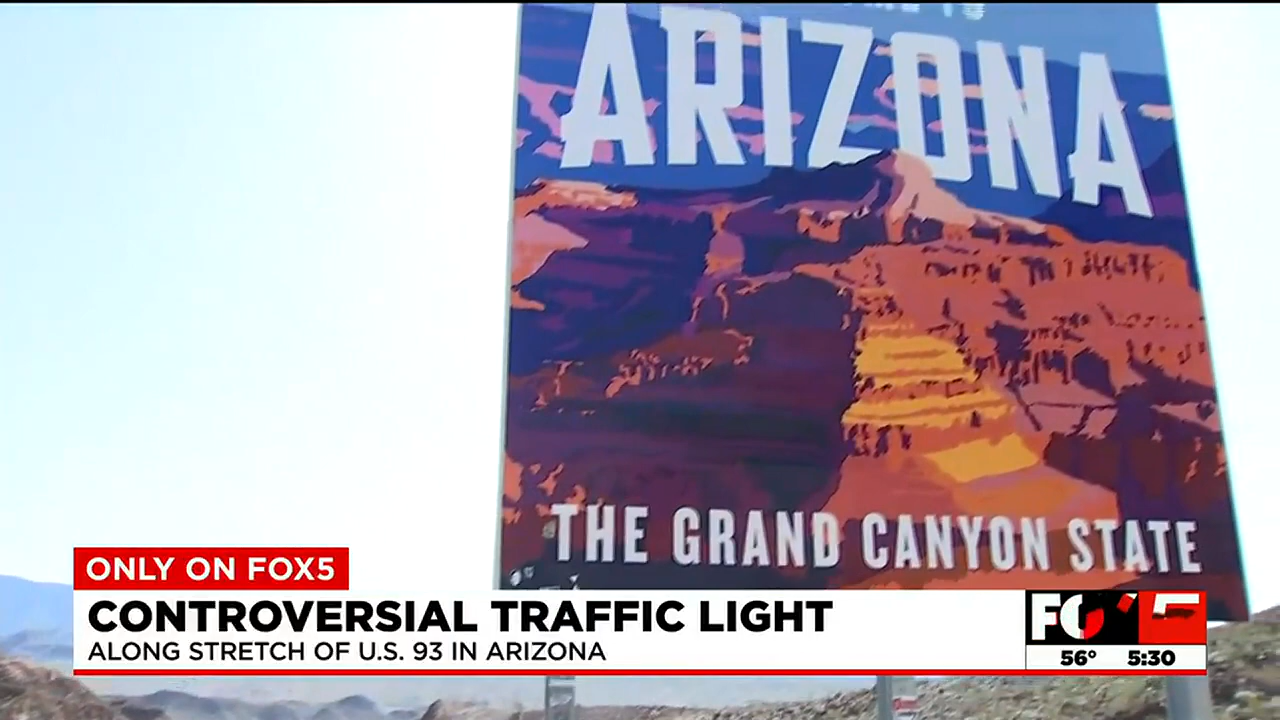 ARIZONA
THE GRAND CANYON STATE
ONLY ON FOX5
CONTROVERSIAL TRAFFIC LIGHT
ALONG STRETCH OF U.S. 93 IN ARIZONA
56° 5:30